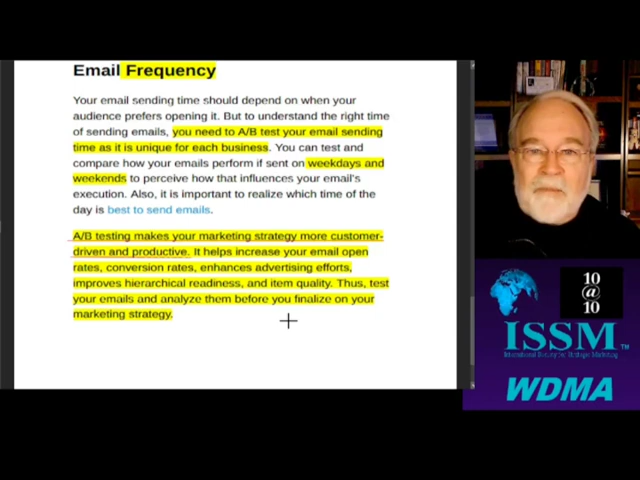 Email Frequency
Your email sending time should depend on when your
audience prefers opening it. But to understand the right time
of sending emails, you need to A/B test your email sending
time as it is unique for each business. You can test and
compare how your emails perform if sent on weekdays and
weekends to perceive how that influences your email's
execution. Also, it is important to realize which time of the
day is best to send emails.
A/B testing makes your marketing strategy more customer-
driven and productive. It helps increase your email open
rates, conversion rates, enhances advertising efforts,
improves hierarchical readiness, and item quality. Thus, test
your emails and analyze them before you finalize on your
marketing strategy.
10
@
10
ISSM TM
International Society for Strategic Marketing
WDMA